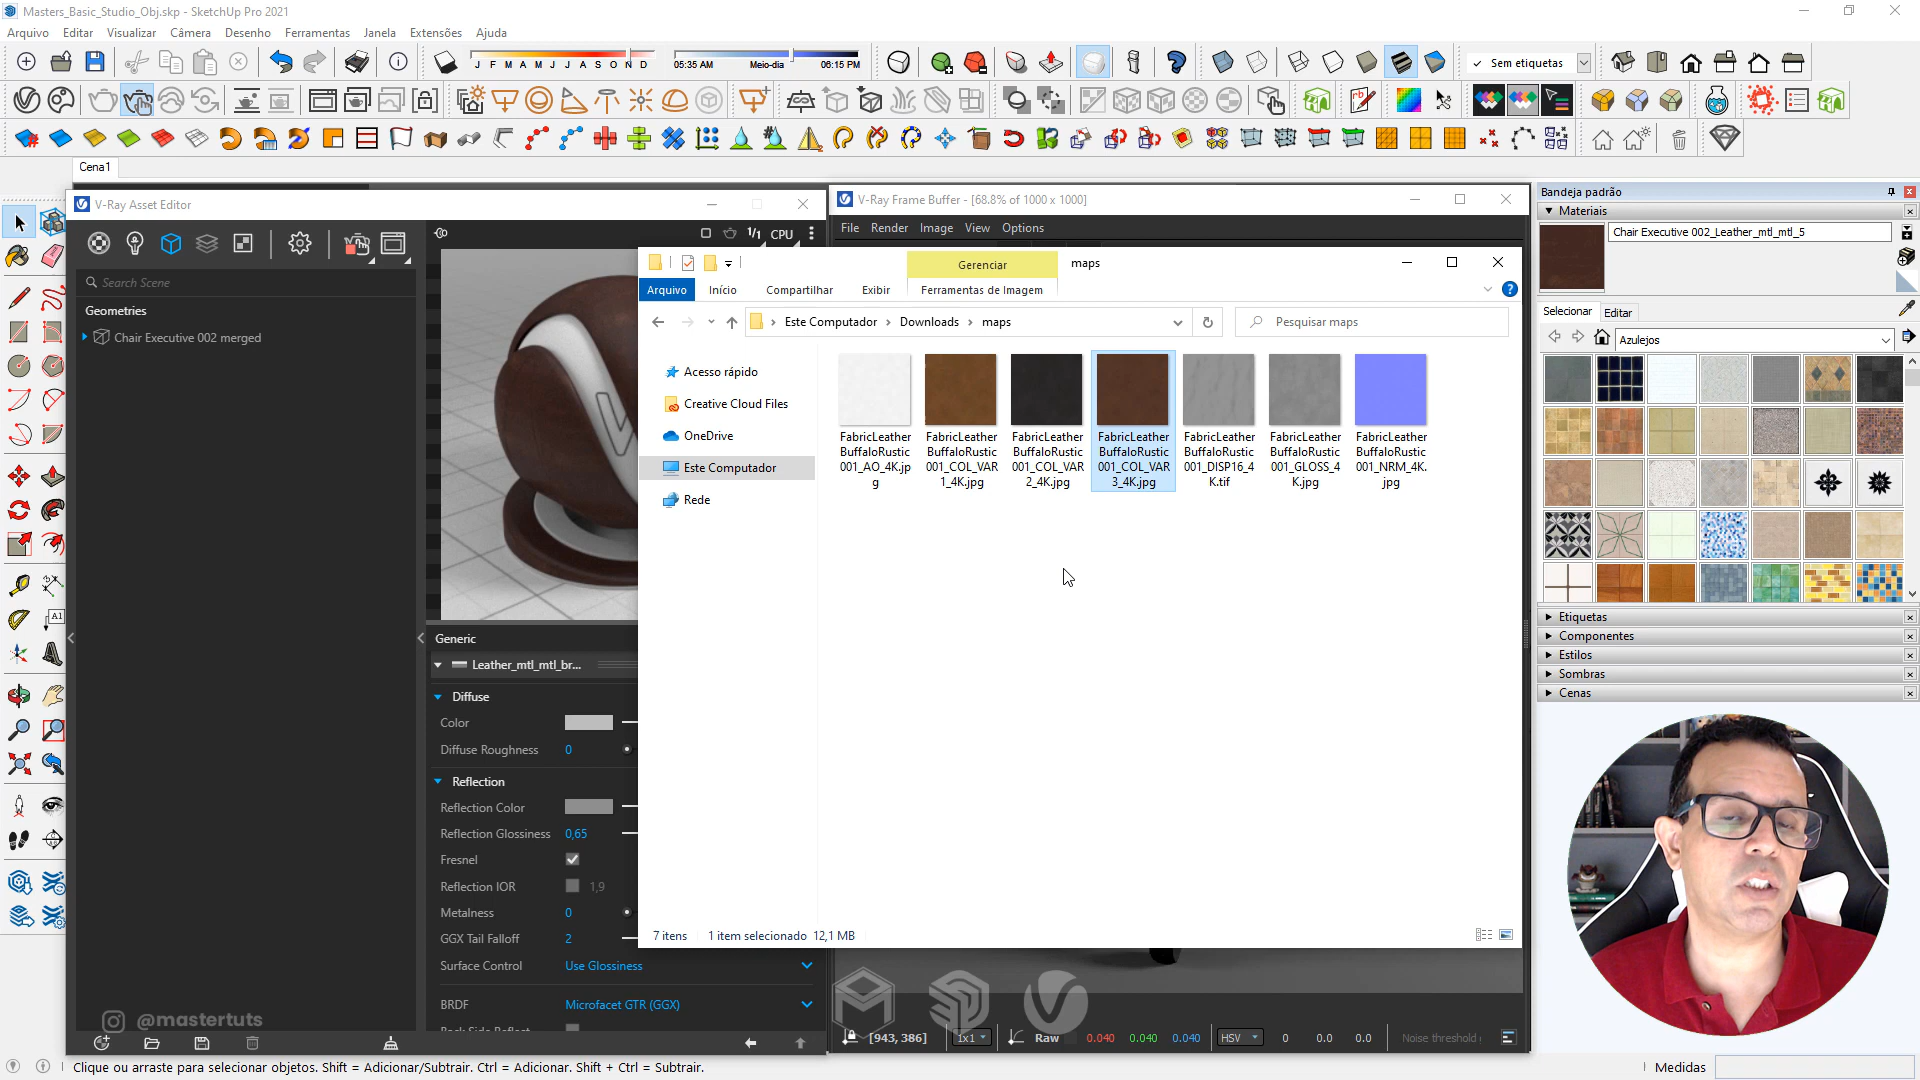 Masters_Basic_Studio_Obj.skp - SketchUp Pro 2021
Arquivo Editar Visualizar Câmera Desenho Ferramentas Janela Extensões Ajuda
J F M A M J J A S O N D
05:35 AM Meio-dia 06:15 PM
Sem etiquetas
Cena1
V-Ray Asset Editor
1/1 CPU
Search Scene
Geometries
Chair Executive 002 merged
Generic
Leather_mtl_mtl_br...
Diffuse
Color
Diffuse Roughness 0
Reflection
Reflection Color
Reflection Glossiness 0,65
Fresnel
Reflection IOR 1,9
Metalness 0
GGX Tail Falloff 2
Surface Control Use Glossiness
BRDF Microfacet GTR (GGX)
@mastertuts
V-Ray Frame Buffer - [68.8% of 1000 x 1000]
File Render Image View Options
Gerenciar maps
Arquivo Início Compartilhar Exibir Ferramentas de Imagem
Este Computador Downloads maps
Pesquisar maps
Acesso rápido
Creative Cloud Files
OneDrive
Este Computador
Rede
FabricLeather
BuffaloRustic
001_AO_4K.jp
g
FabricLeather
BuffaloRustic
001_COL_VAR
1_4K.jpg
FabricLeather
BuffaloRustic
001_COL_VAR
2_4K.jpg
FabricLeather
BuffaloRustic
001_COL_VAR
3_4K.jpg
FabricLeather
BuffaloRustic
001_DISP16_4
K.tif
FabricLeather
BuffaloRustic
001_GLOSS_4
K.jpg
FabricLeather
BuffaloRustic
001_NRM_4K.
jpg
7 itens 1 item selecionado 12,1 MB
[943, 386] 1x1 Raw 0.040 0.040 0.040 HSV 0 0.0 0.0 Noise threshold
Bandeja padrão
Materiais
Chair Executive 002_Leather_mtl_mtl_5
Selecionar Editar
Azulejos
Etiquetas
Componentes
Estilos
Sombras
Cenas
Clique ou arraste para selecionar objetos. Shift = Adicionar/Subtrair. Ctrl = Adicionar. Shift + Ctrl = Subtrair.
Medidas